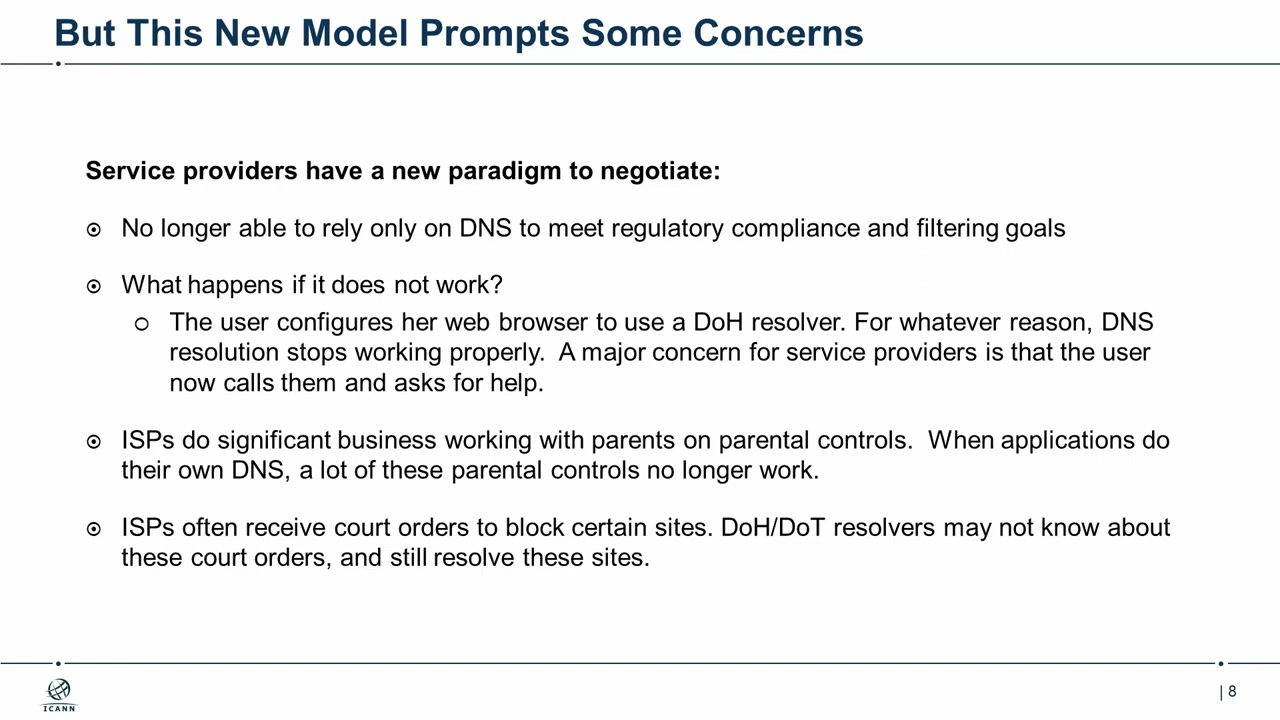 But This New Model Prompts Some Concerns
Service providers have a new paradigm to negotiate:
No longer able to rely only on DNS to meet regulatory compliance and filtering goals
What happens if it does not work?
The user configures her web browser to use a DoH resolver. For whatever reason, DNS
resolution stops working properly. A major concern for service providers is that the user
now calls them and asks for help.
ISPs do significant business working with parents on parental controls. When applications do
their own DNS, a lot of these parental controls no longer work.
ISPs often receive court orders to block certain sites. DoH/DoT resolvers may not know about
these court orders, and still resolve these sites.
ICANN
| 8